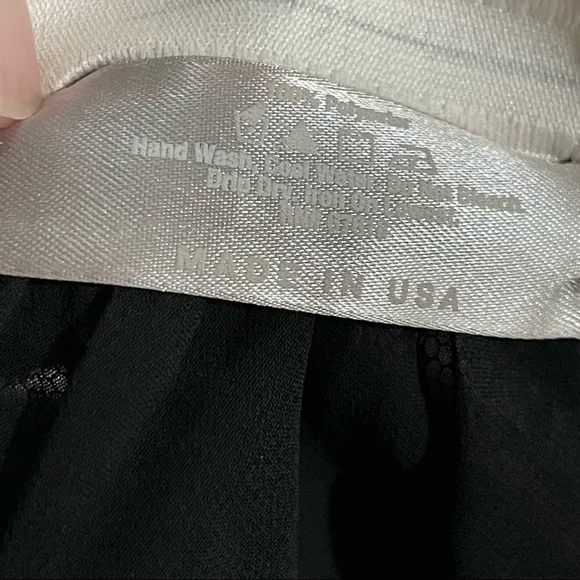 100% Polyester
Hand Wash, Cool Water. Do Not Bleach.
Drip Dry, Iron On Lowest.
RN#
MADE IN USA